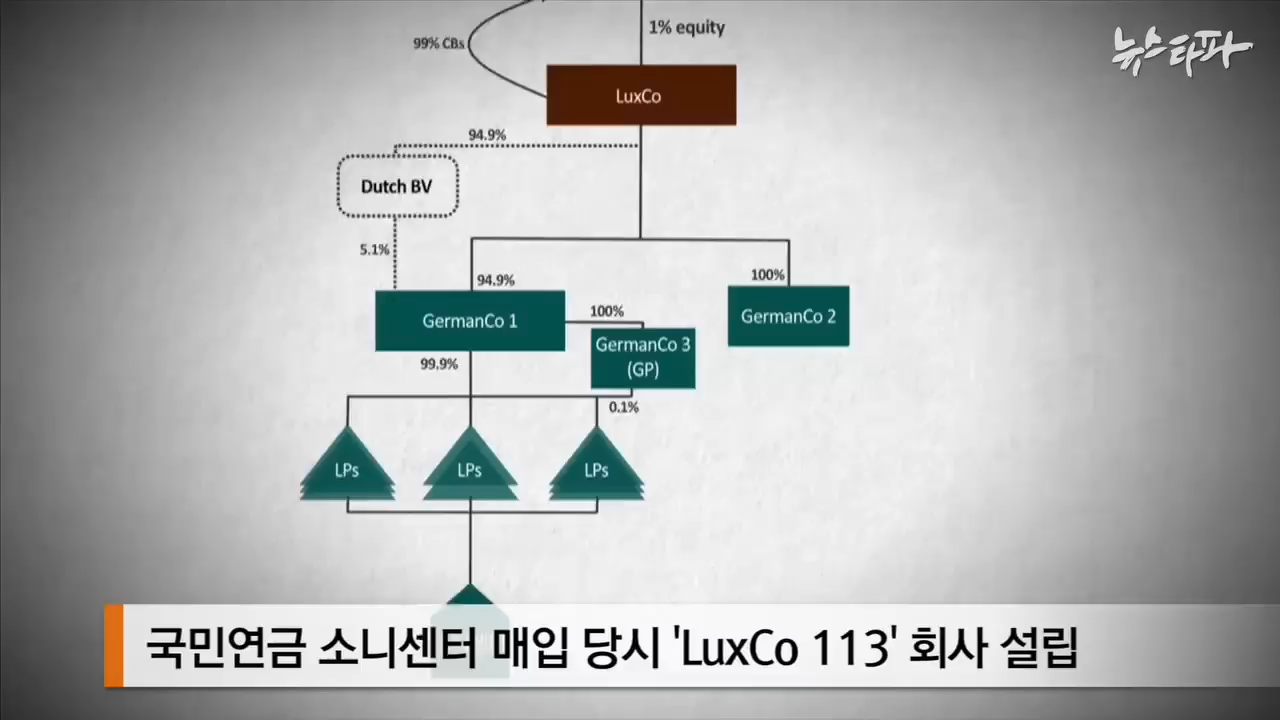 뉴스타파
99% CBs
1% equity
LuxCo
94.9%
Dutch BV
5.1%
94.9%
100%
GermanCo 1
100%
GermanCo 2
GermanCo 3
(GP)
99.9%
0.1%
LPs
LPs
LPs
국민연금 소니센터 매입 당시 'LuxCo 113' 회사 설립